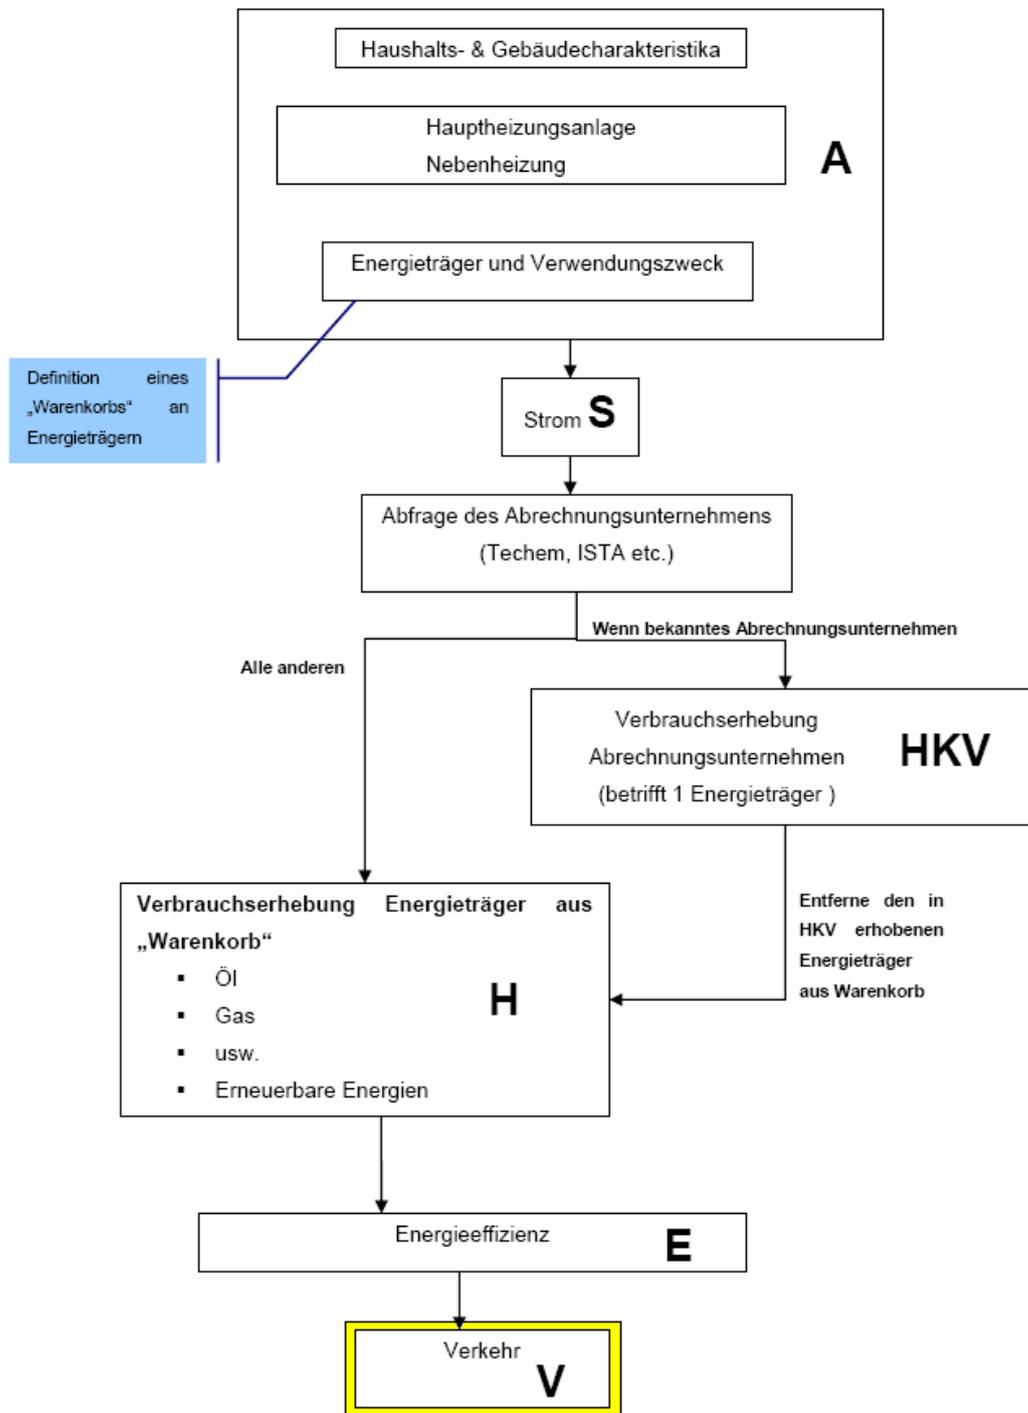 Haushalts- & Gebäudecharakteristika
Hauptheizungsanlage
Nebenheizung
A
Energieträger und Verwendungszweck
Definition eines
„Warenkorbs“ an
Energieträgern
Strom S
Abfrage des Abrechnungsunternehmens
(Techem, ISTA etc.)
Wenn bekanntes Abrechnungsunternehmen
Alle anderen
Verbrauchserhebung
Abrechnungsunternehmen
(betrifft 1 Energieträger )
HKV
Entferne den in
HKV erhobenen
Energieträger
aus Warenkorb
Verbrauchserhebung Energieträger aus
„Warenkorb“
▪ Öl
▪ Gas
▪ usw.
▪ Erneuerbare Energien
H
Energieeffizienz
E
Verkehr
V